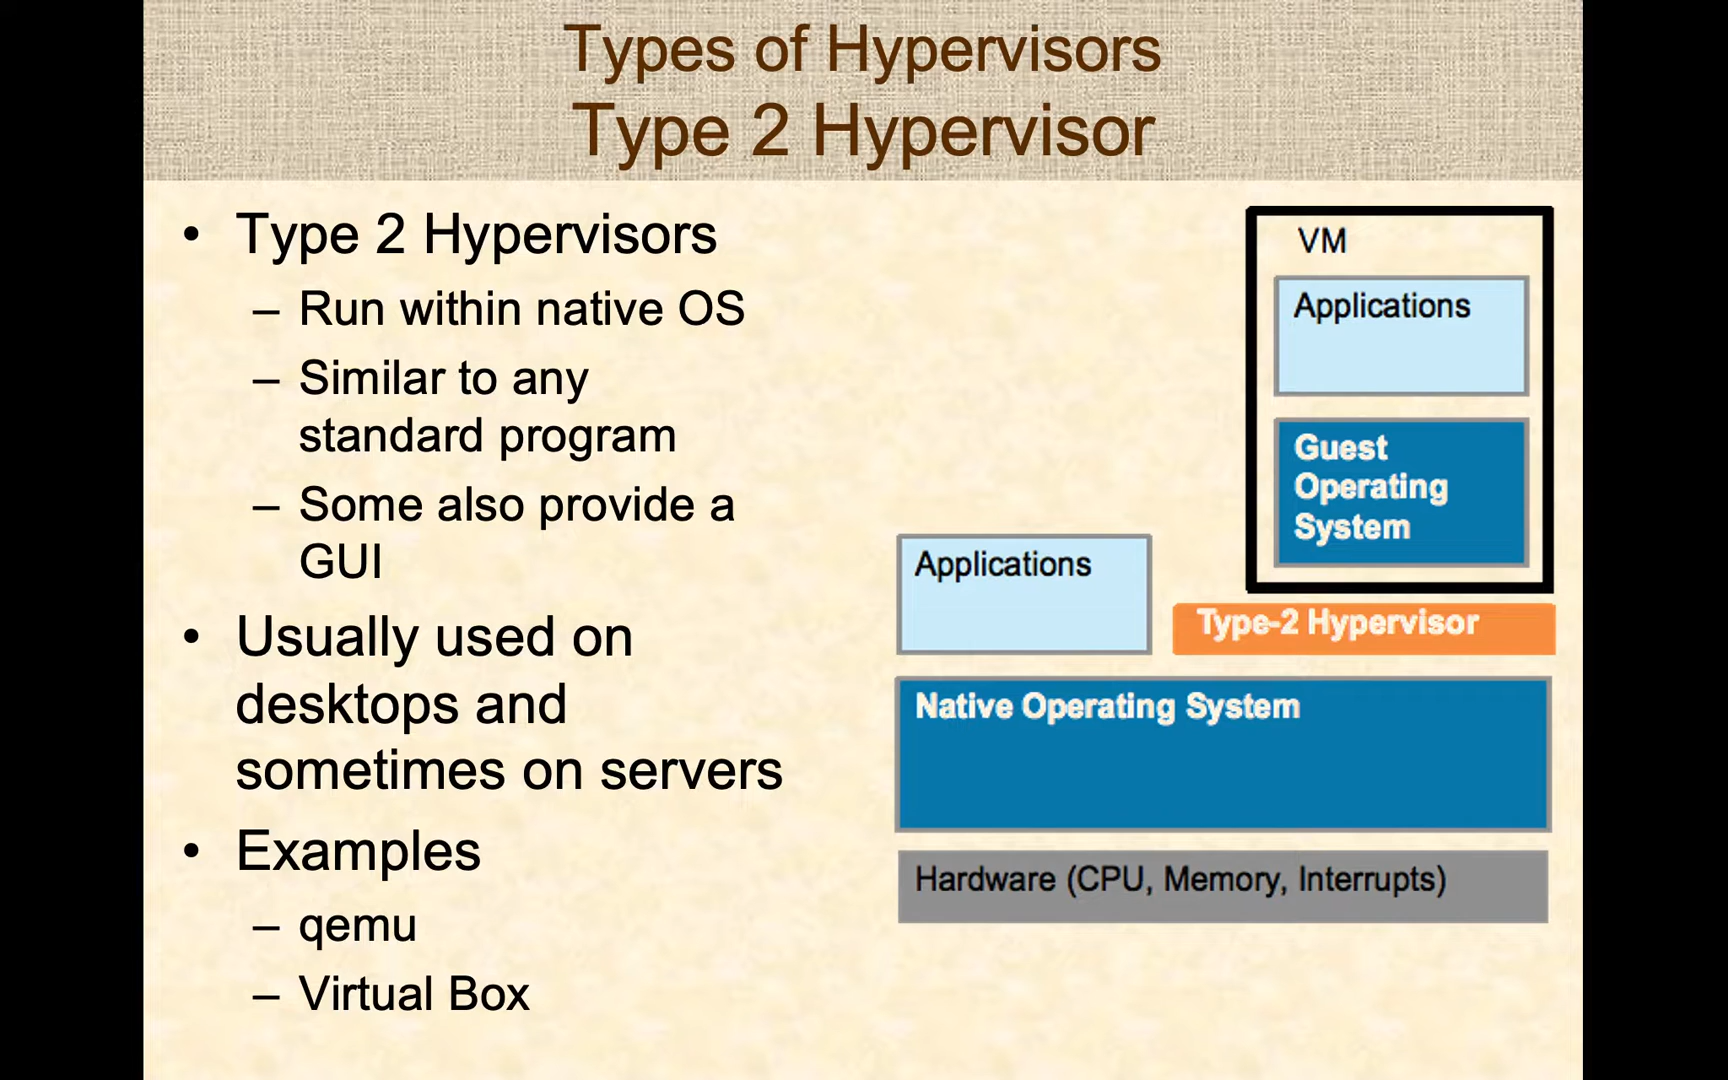 Types of Hypervisors
Type 2 Hypervisor
• Type 2 Hypervisors
– Run within native OS
– Similar to any
standard program
– Some also provide a
GUI
• Usually used on
desktops and
sometimes on servers
• Examples
– qemu
– Virtual Box
VM
Applications
Guest
Operating
System
Applications
Type-2 Hypervisor
Native Operating System
Hardware (CPU, Memory, Interrupts)